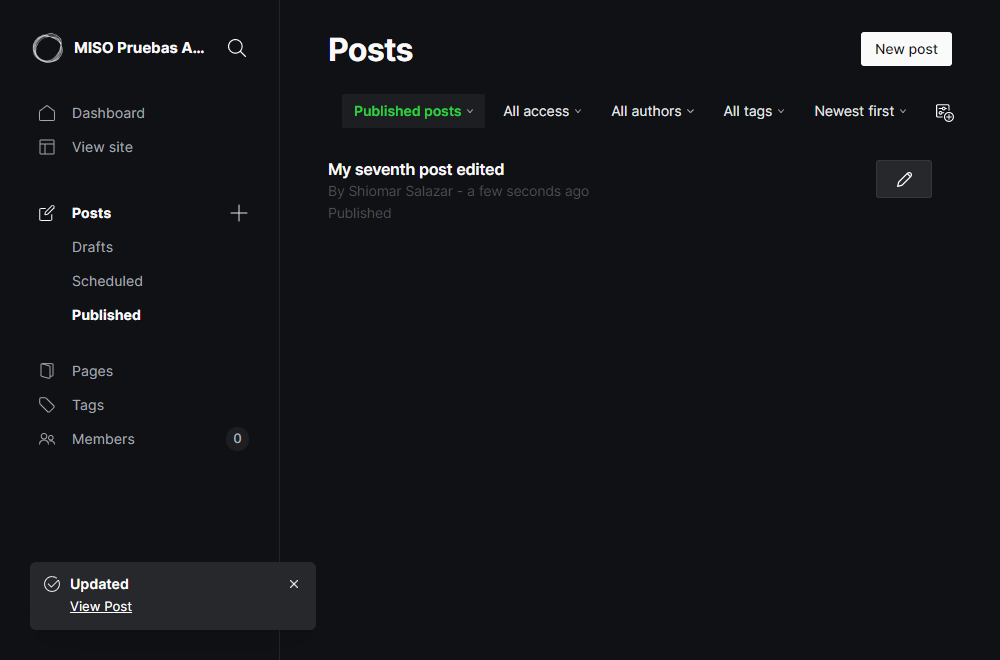 MISO Pruebas A...
Dashboard
View site
Posts
Drafts
Scheduled
Published
Pages
Tags
Members 0
Posts
New post
Published posts All access All authors All tags Newest first
My seventh post edited
By Shiomar Salazar - a few seconds ago
Published
Updated
View Post